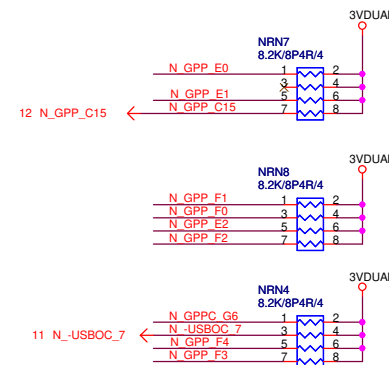 3VDUAL
NRN7
8.2K/8P4R/4
N_GPP_E0 1 2
3 4
N_GPP_E1 5 6
12 N_GPP_C15 N_GPP_C15 7 8
3VDUAL
NRN8
8.2K/8P4R/4
N_GPP_F1 1 2
N_GPP_F0 3 4
N_GPP_E2 5 6
N_GPP_F2 7 8
3VDUAL
NRN4
8.2K/8P4R/4
N_GPPC_G6 1 2
11 N_-USBOC_7 N_-USBOC_7 3 4
N_GPP_F4 5 6
N_GPP_F3 7 8